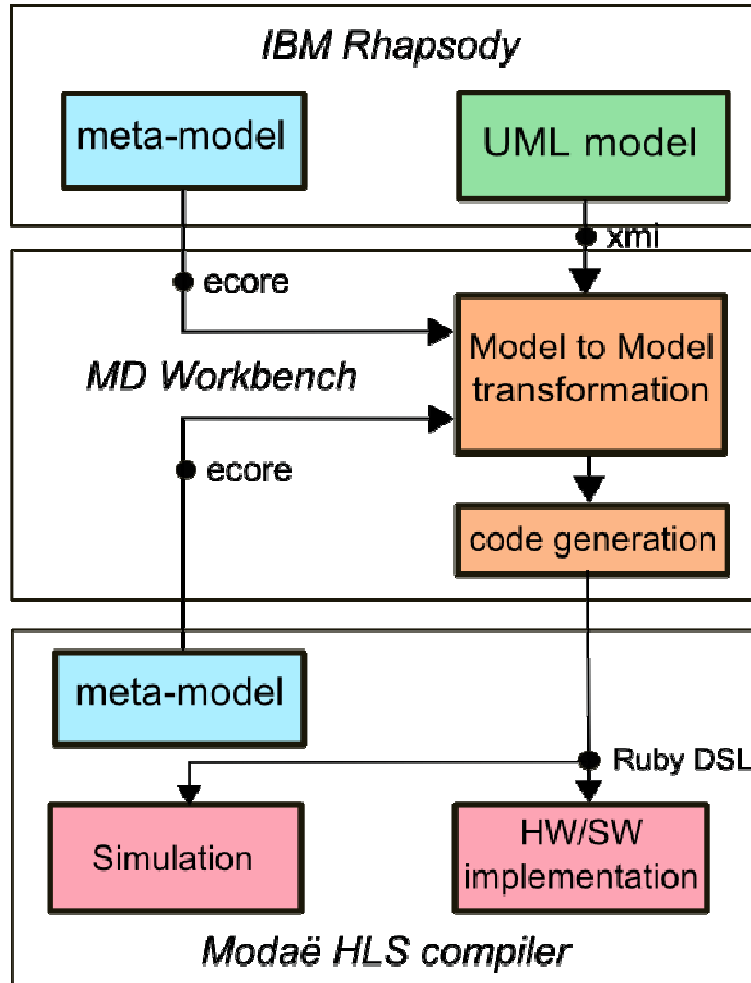 IBM Rhapsody
meta-model
UML model
xmi
ecore
Model to Model
transformation
MD Workbench
ecore
code generation
meta-model
Ruby DSL
Simulation
HW/SW
implementation
Modaë HLS compiler